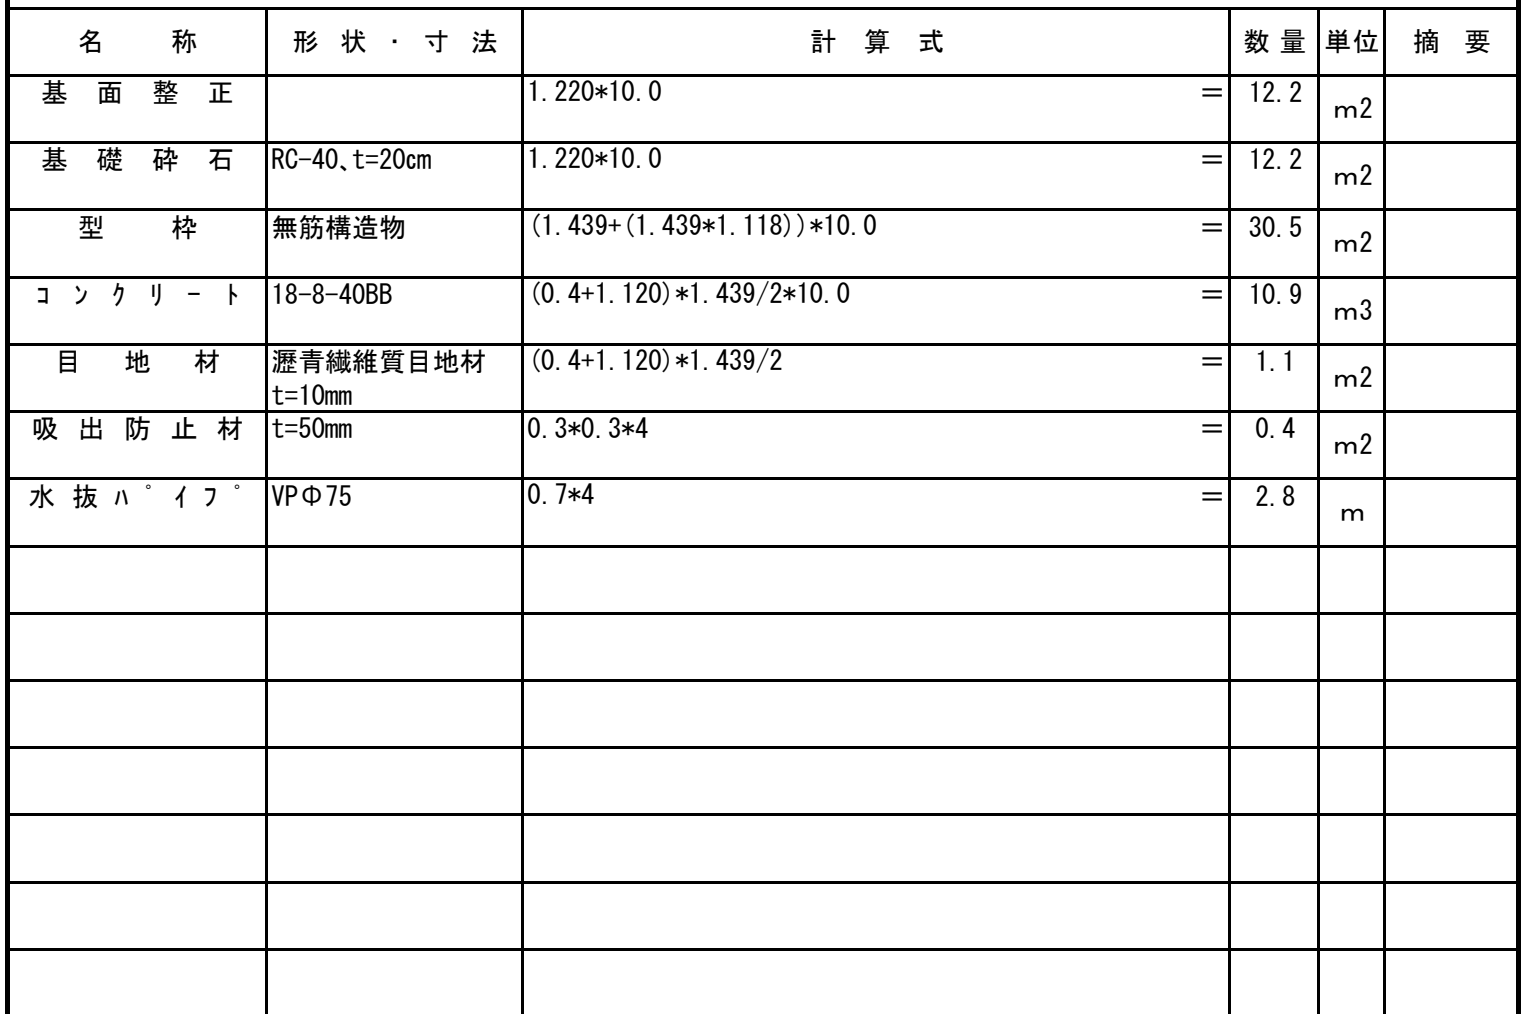 名 称 形 状 ・ 寸 法 計 算 式 数 量 単位 摘 要
基 面 整 正 1.220*10.0 = 12.2 m2
基 礎 砕 石 RC-40､t=20cm 1.220*10.0 = 12.2 m2
型 枠 無筋構造物 (1.439+(1.439*1.118))*10.0 = 30.5 m2
ｺ ﾝ ｸ ﾘ ｰ ﾄ 18-8-40BB (0.4+1.120)*1.439/2*10.0 = 10.9 m3
目 地 材 瀝青繊維質目地材 (0.4+1.120)*1.439/2 = 1.1 m2
t=10mm
吸 出 防 止 材 t=50mm 0.3*0.3*4 = 0.4 m2
水 抜 ﾊ ﾟ ｲ ﾌ ﾟ VPΦ75 0.7*4 = 2.8 m